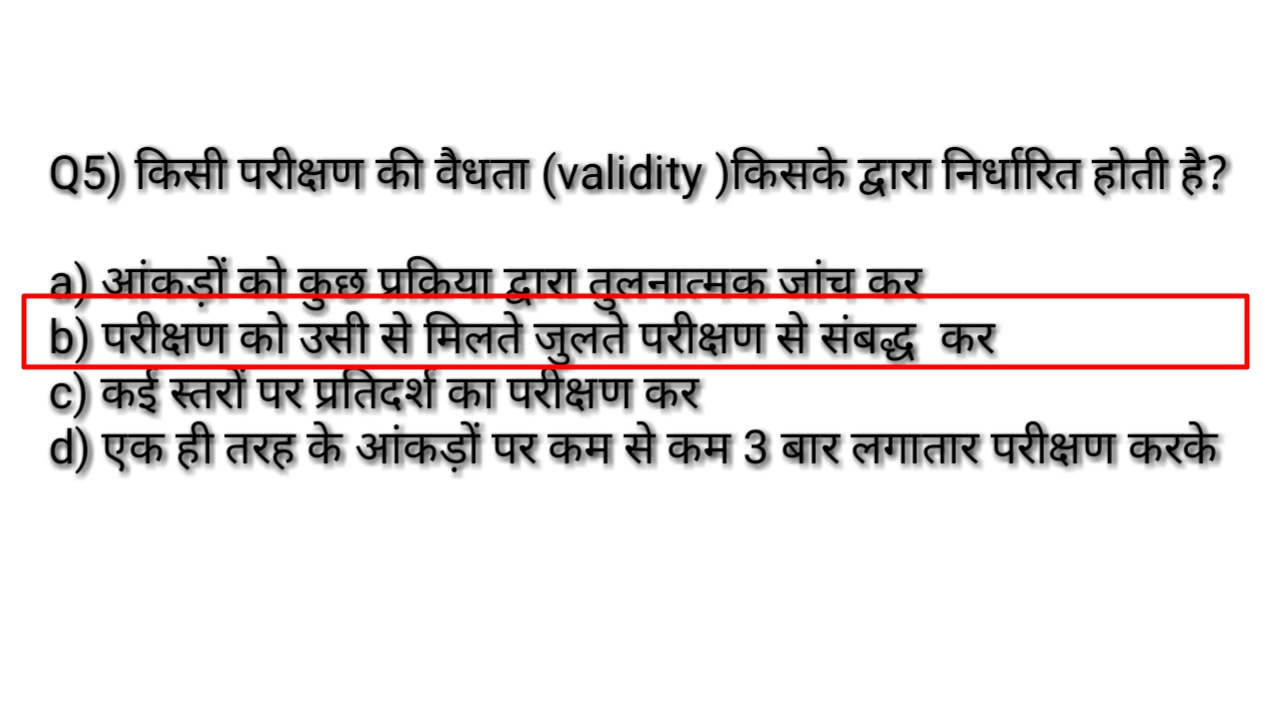 Q5) किसी परीक्षण की वैधता (validity )किसके द्वारा निर्धारित होती है?
a) आंकड़ों को कुछ प्रक्रिया द्वारा तुलनात्मक जांच कर
b) परीक्षण को उसी से मिलते जुलते परीक्षण से संबद्ध कर
c) कई स्तरों पर प्रतिदर्श का परीक्षण कर
d) एक ही तरह के आंकड़ों पर कम से कम 3 बार लगातार परीक्षण करके